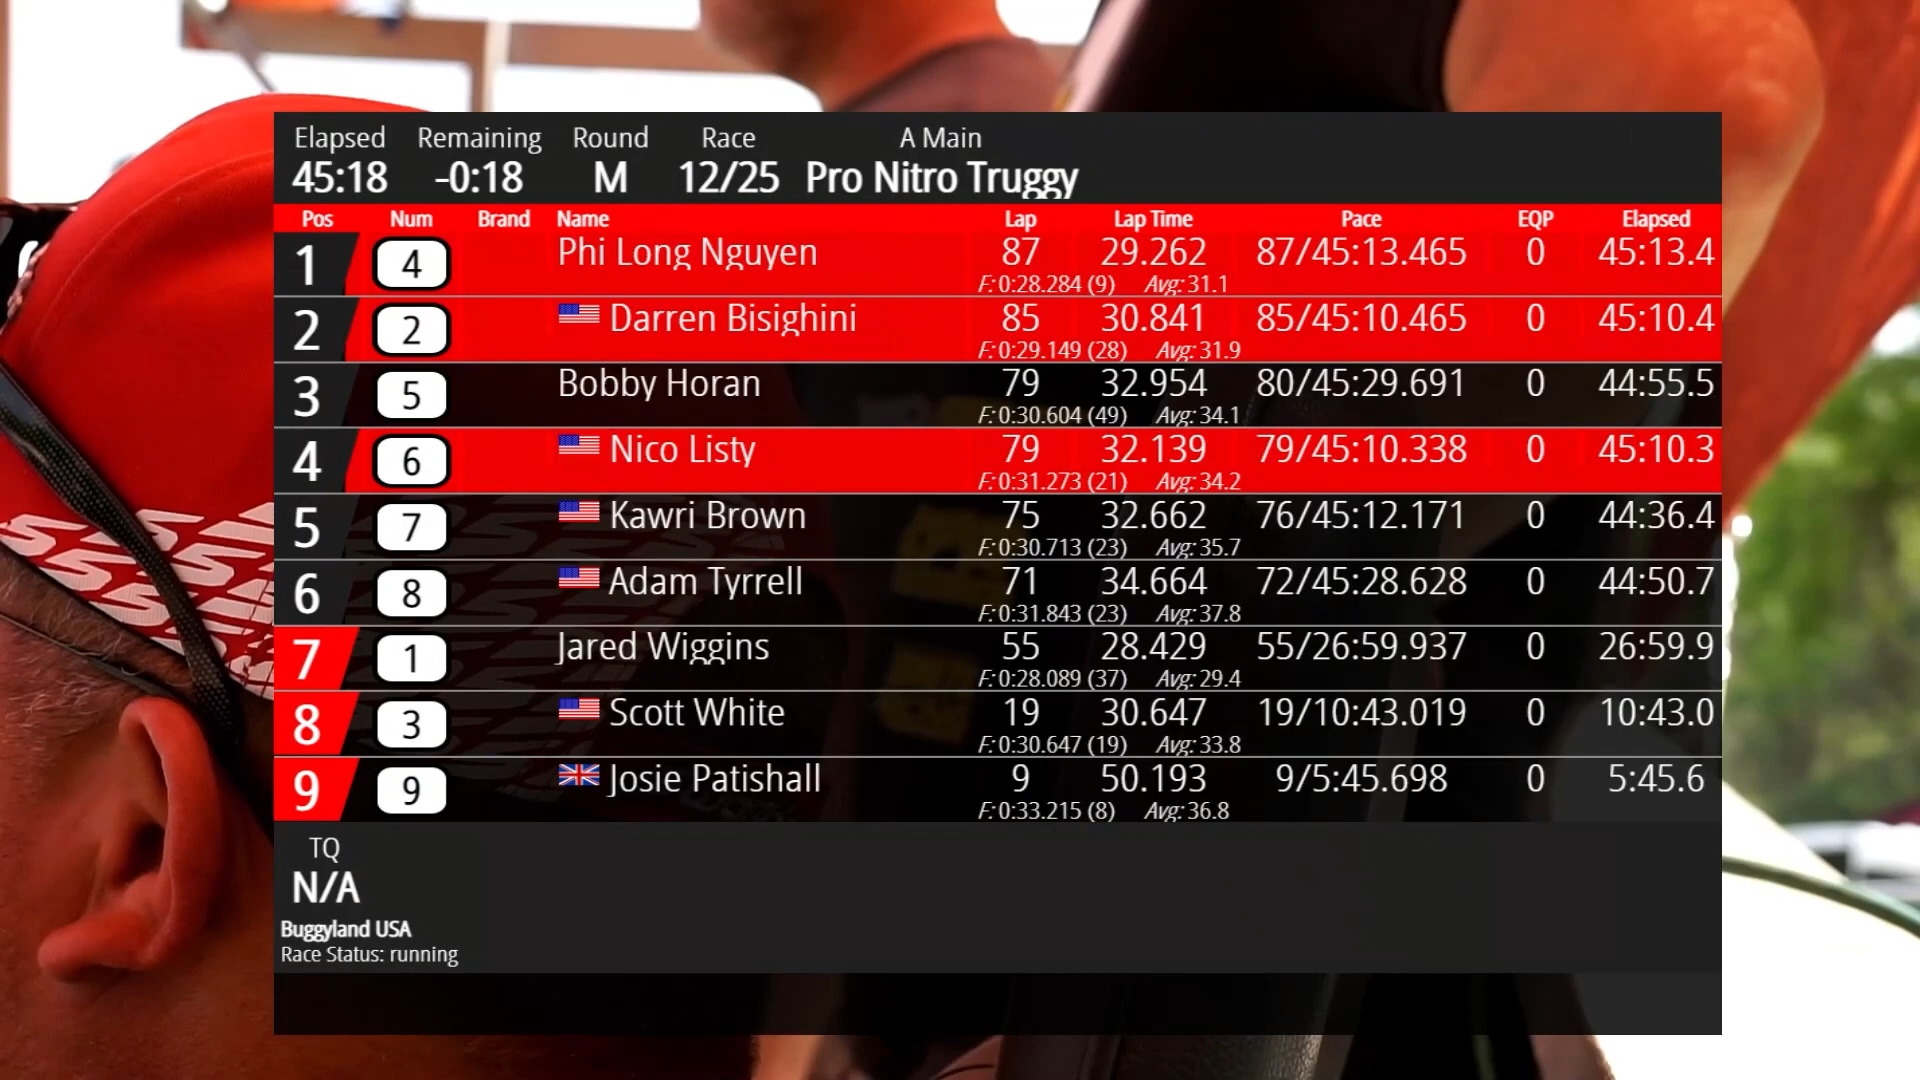 Elapsed Remaining Round Race A Main
45:18 -0:18 M 12/25 Pro Nitro Truggy
Pos Num Brand Name Lap Lap Time Pace EQP Elapsed
1 4 Phi Long Nguyen 87 29.262 87/45:13.465 0 45:13.4
F: 0:28.284 (9) Avg: 31.1
2 2 Darren Bisighini 85 30.841 85/45:10.465 0 45:10.4
F: 0:29.149 (28) Avg: 31.9
3 5 Bobby Horan 79 32.954 80/45:29.691 0 44:55.5
F: 0:30.604 (49) Avg: 34.1
4 6 Nico Listy 79 32.139 79/45:10.338 0 45:10.3
F: 0:31.273 (21) Avg: 34.2
5 7 Kawri Brown 75 32.662 76/45:12.171 0 44:36.4
F: 0:30.713 (23) Avg: 35.7
6 8 Adam Tyrrell 71 34.664 72/45:28.628 0 44:50.7
F: 0:31.843 (23) Avg: 37.8
7 1 Jared Wiggins 55 28.429 55/26:59.937 0 26:59.9
F: 0:28.089 (37) Avg: 29.4
8 3 Scott White 19 30.647 19/10:43.019 0 10:43.0
F: 0:30.647 (19) Avg: 33.8
9 9 Josie Patishall 9 50.193 9/5:45.698 0 5:45.6
F: 0:33.215 (8) Avg: 36.8
TQ
N/A
Buggyland USA
Race Status: running